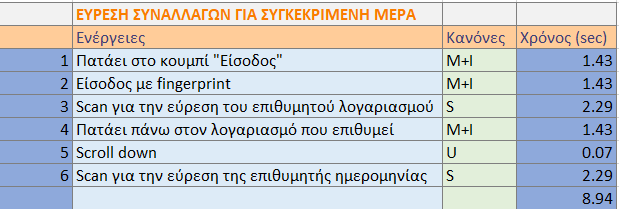 ΕΥΡΕΣΗ ΣΥΝΑΛΛΑΓΩΝ ΓΙΑ ΣΥΓΚΕΚΡΙΜΕΝΗ ΜΕΡΑ
Ενέργειες Κανόνες Χρόνος (sec)
1 Πατάει στο κουμπί "Είσοδος" M+I 1.43
2 Είσοδος με fingerprint M+I 1.43
3 Scan για την εύρεση του επιθυμητού λογαριασμού S 2.29
4 Πατάει πάνω στον λογαριασμό που επιθυμεί M+I 1.43
5 Scroll down U 0.07
6 Scan για την εύρεση της επιθυμητής ημερομηνίας S 2.29
8.94